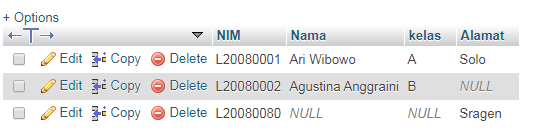 + Options
NIM Nama kelas Alamat
Edit Copy Delete L20080001 Ari Wibowo A Solo
Edit Copy Delete L20080002 Agustina Anggraini B NULL
Edit Copy Delete L20080080 NULL NULL Sragen